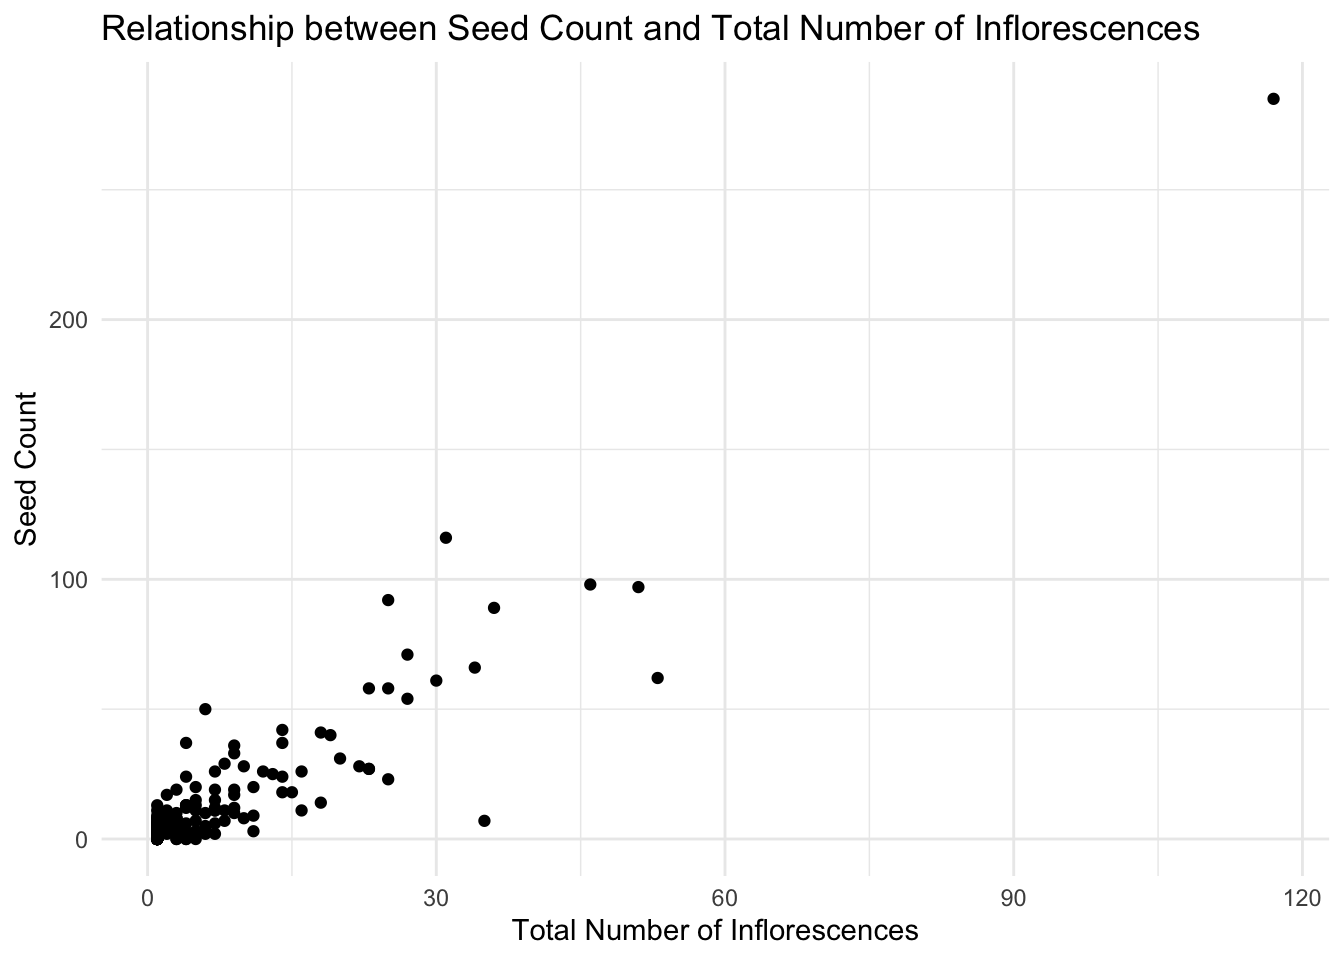 Relationship between Seed Count and Total Number of Inflorescences
200
100
0
Seed Count
0 30 60 90 120
Total Number of Inflorescences